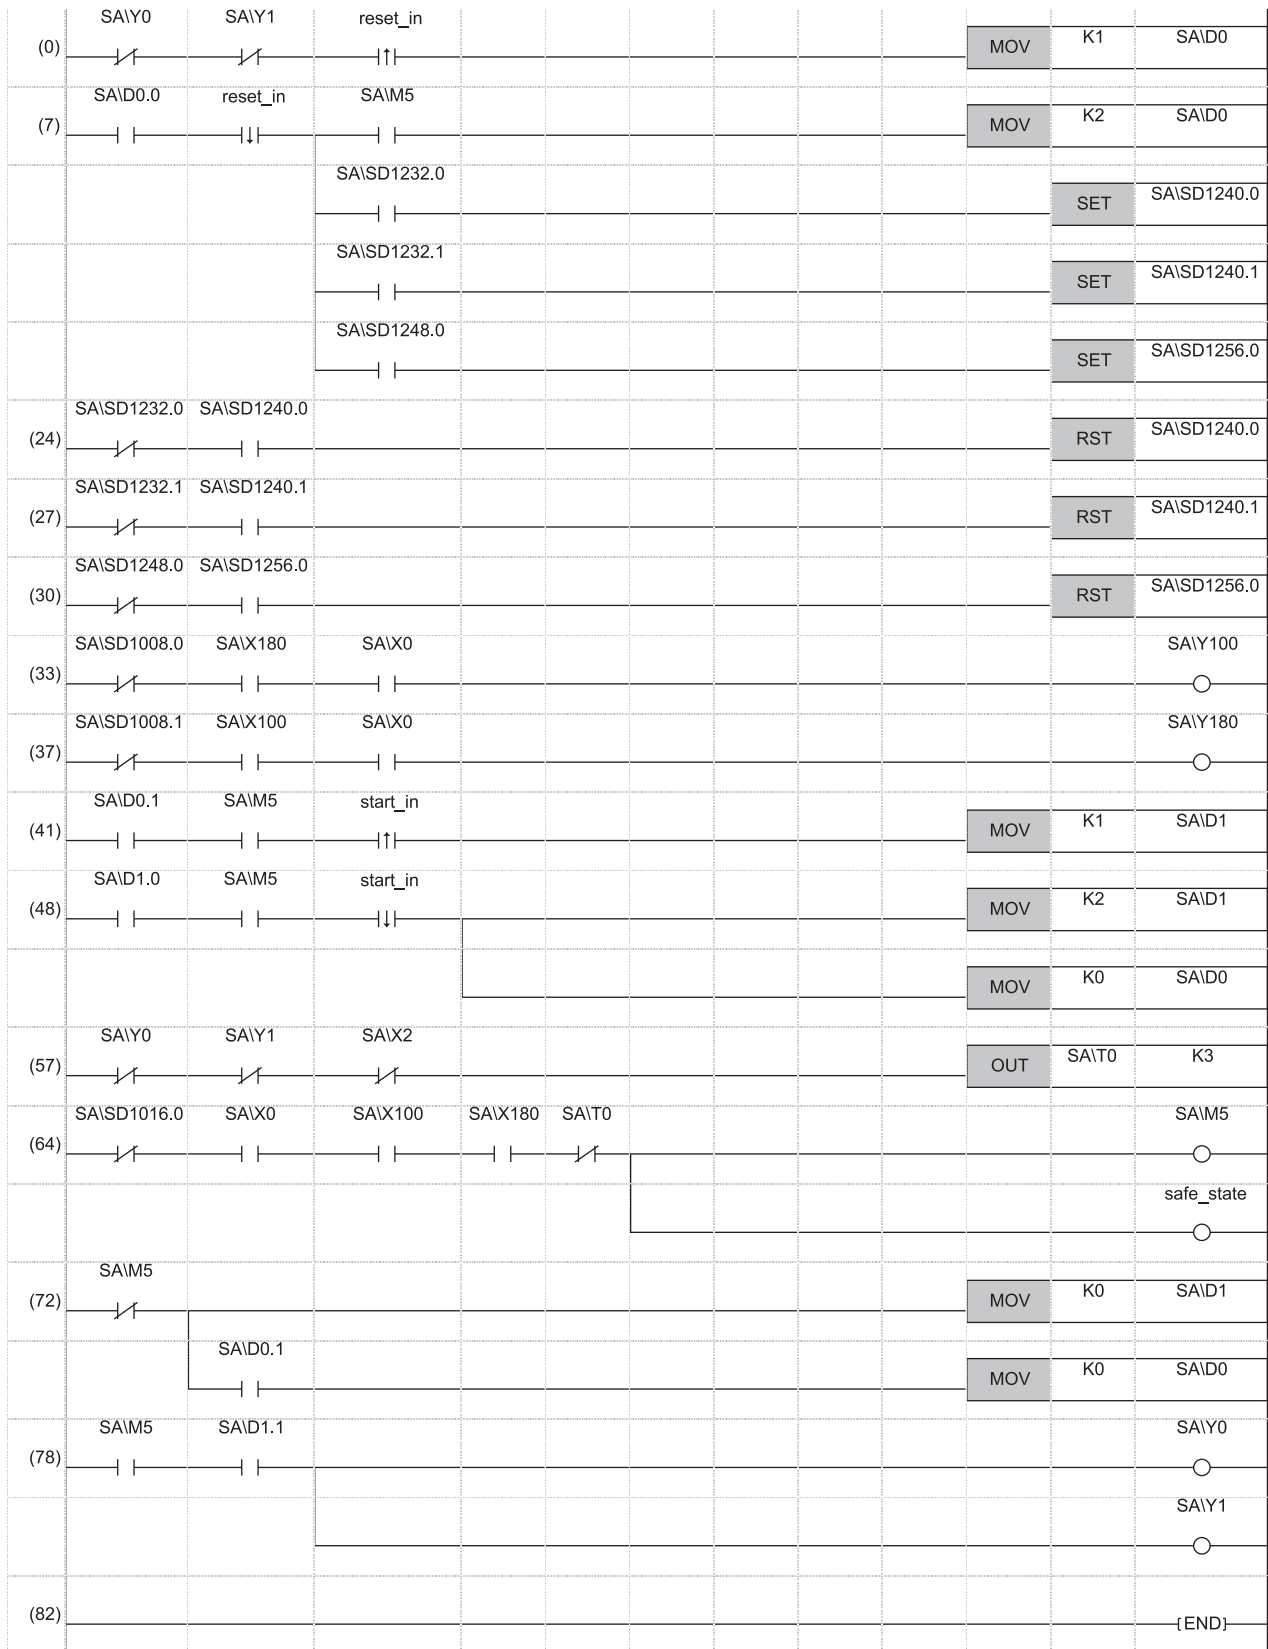 SA\Y0 SA\Y1 reset_in
(0) MOV K1 SA\D0
SA\D0.0 reset_in SA\M5
(7) MOV K2 SA\D0
SA\SD1232.0
SET SA\SD1240.0
SA\SD1232.1
SET SA\SD1240.1
SA\SD1248.0
SET SA\SD1256.0
SA\SD1232.0 SA\SD1240.0
(24) RST SA\SD1240.0
SA\SD1232.1 SA\SD1240.1
(27) RST SA\SD1240.1
SA\SD1248.0 SA\SD1256.0
(30) RST SA\SD1256.0
SA\SD1008.0 SA\X180 SA\X0 SA\Y100
(33)
SA\SD1008.1 SA\X100 SA\X0 SA\Y180
(37)
SA\D0.1 SA\M5 start_in
(41) MOV K1 SA\D1
SA\D1.0 SA\M5 start_in
(48) MOV K2 SA\D1
MOV K0 SA\D0
SA\Y0 SA\Y1 SA\X2
(57) OUT SA\T0 K3
SA\SD1016.0 SA\X0 SA\X100 SA\X180 SA\T0 SA\M5
(64)
safe_state
SA\M5
(72) MOV K0 SA\D1
SA\D0.1
MOV K0 SA\D0
SA\M5 SA\D1.1 SA\Y0
(78)
SA\Y1
(82) [END]